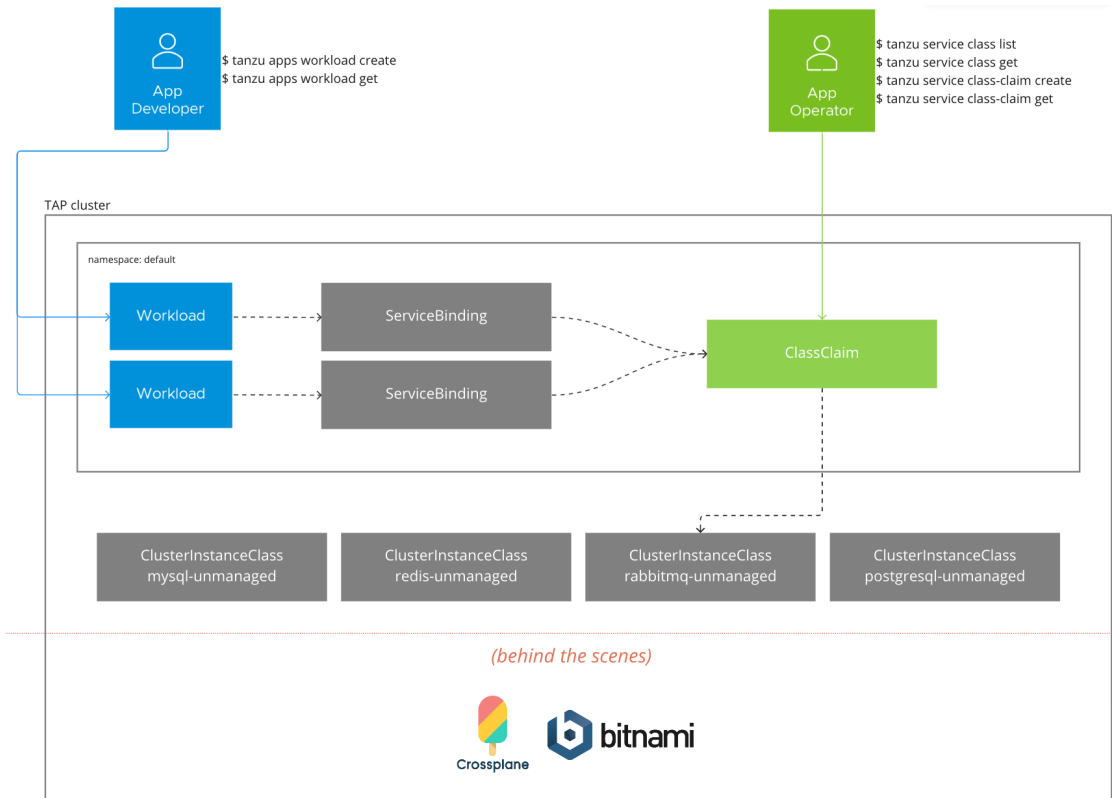 App
Developer
$ tanzu apps workload create
$ tanzu apps workload get
App
Operator
$ tanzu service class list
$ tanzu service class get
$ tanzu service class-claim create
$ tanzu service class-claim get
TAP cluster
namespace: default
Workload
ServiceBinding
ClassClaim
Workload
ServiceBinding
ClusterInstanceClass
mysql-unmanaged
ClusterInstanceClass
redis-unmanaged
ClusterInstanceClass
rabbitmq-unmanaged
ClusterInstanceClass
postgresql-unmanaged
(behind the scenes)
Crossplane
bitnami